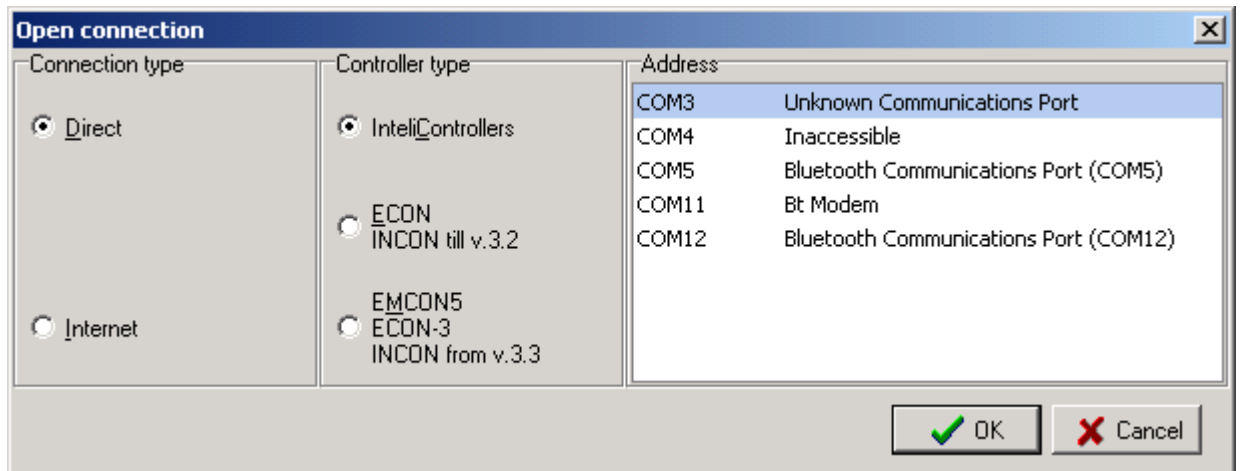 Open connection
Connection type
Direct
Internet
Controller type
InteliControllers
ECON
INCON till v.3.2
EMCON5
ECON-3
INCON from v.3.3
Address
COM3 Unknown Communications Port
COM4 Inaccessible
COM5 Bluetooth Communications Port (COM5)
COM11 Bt Modem
COM12 Bluetooth Communications Port (COM12)
OK
Cancel